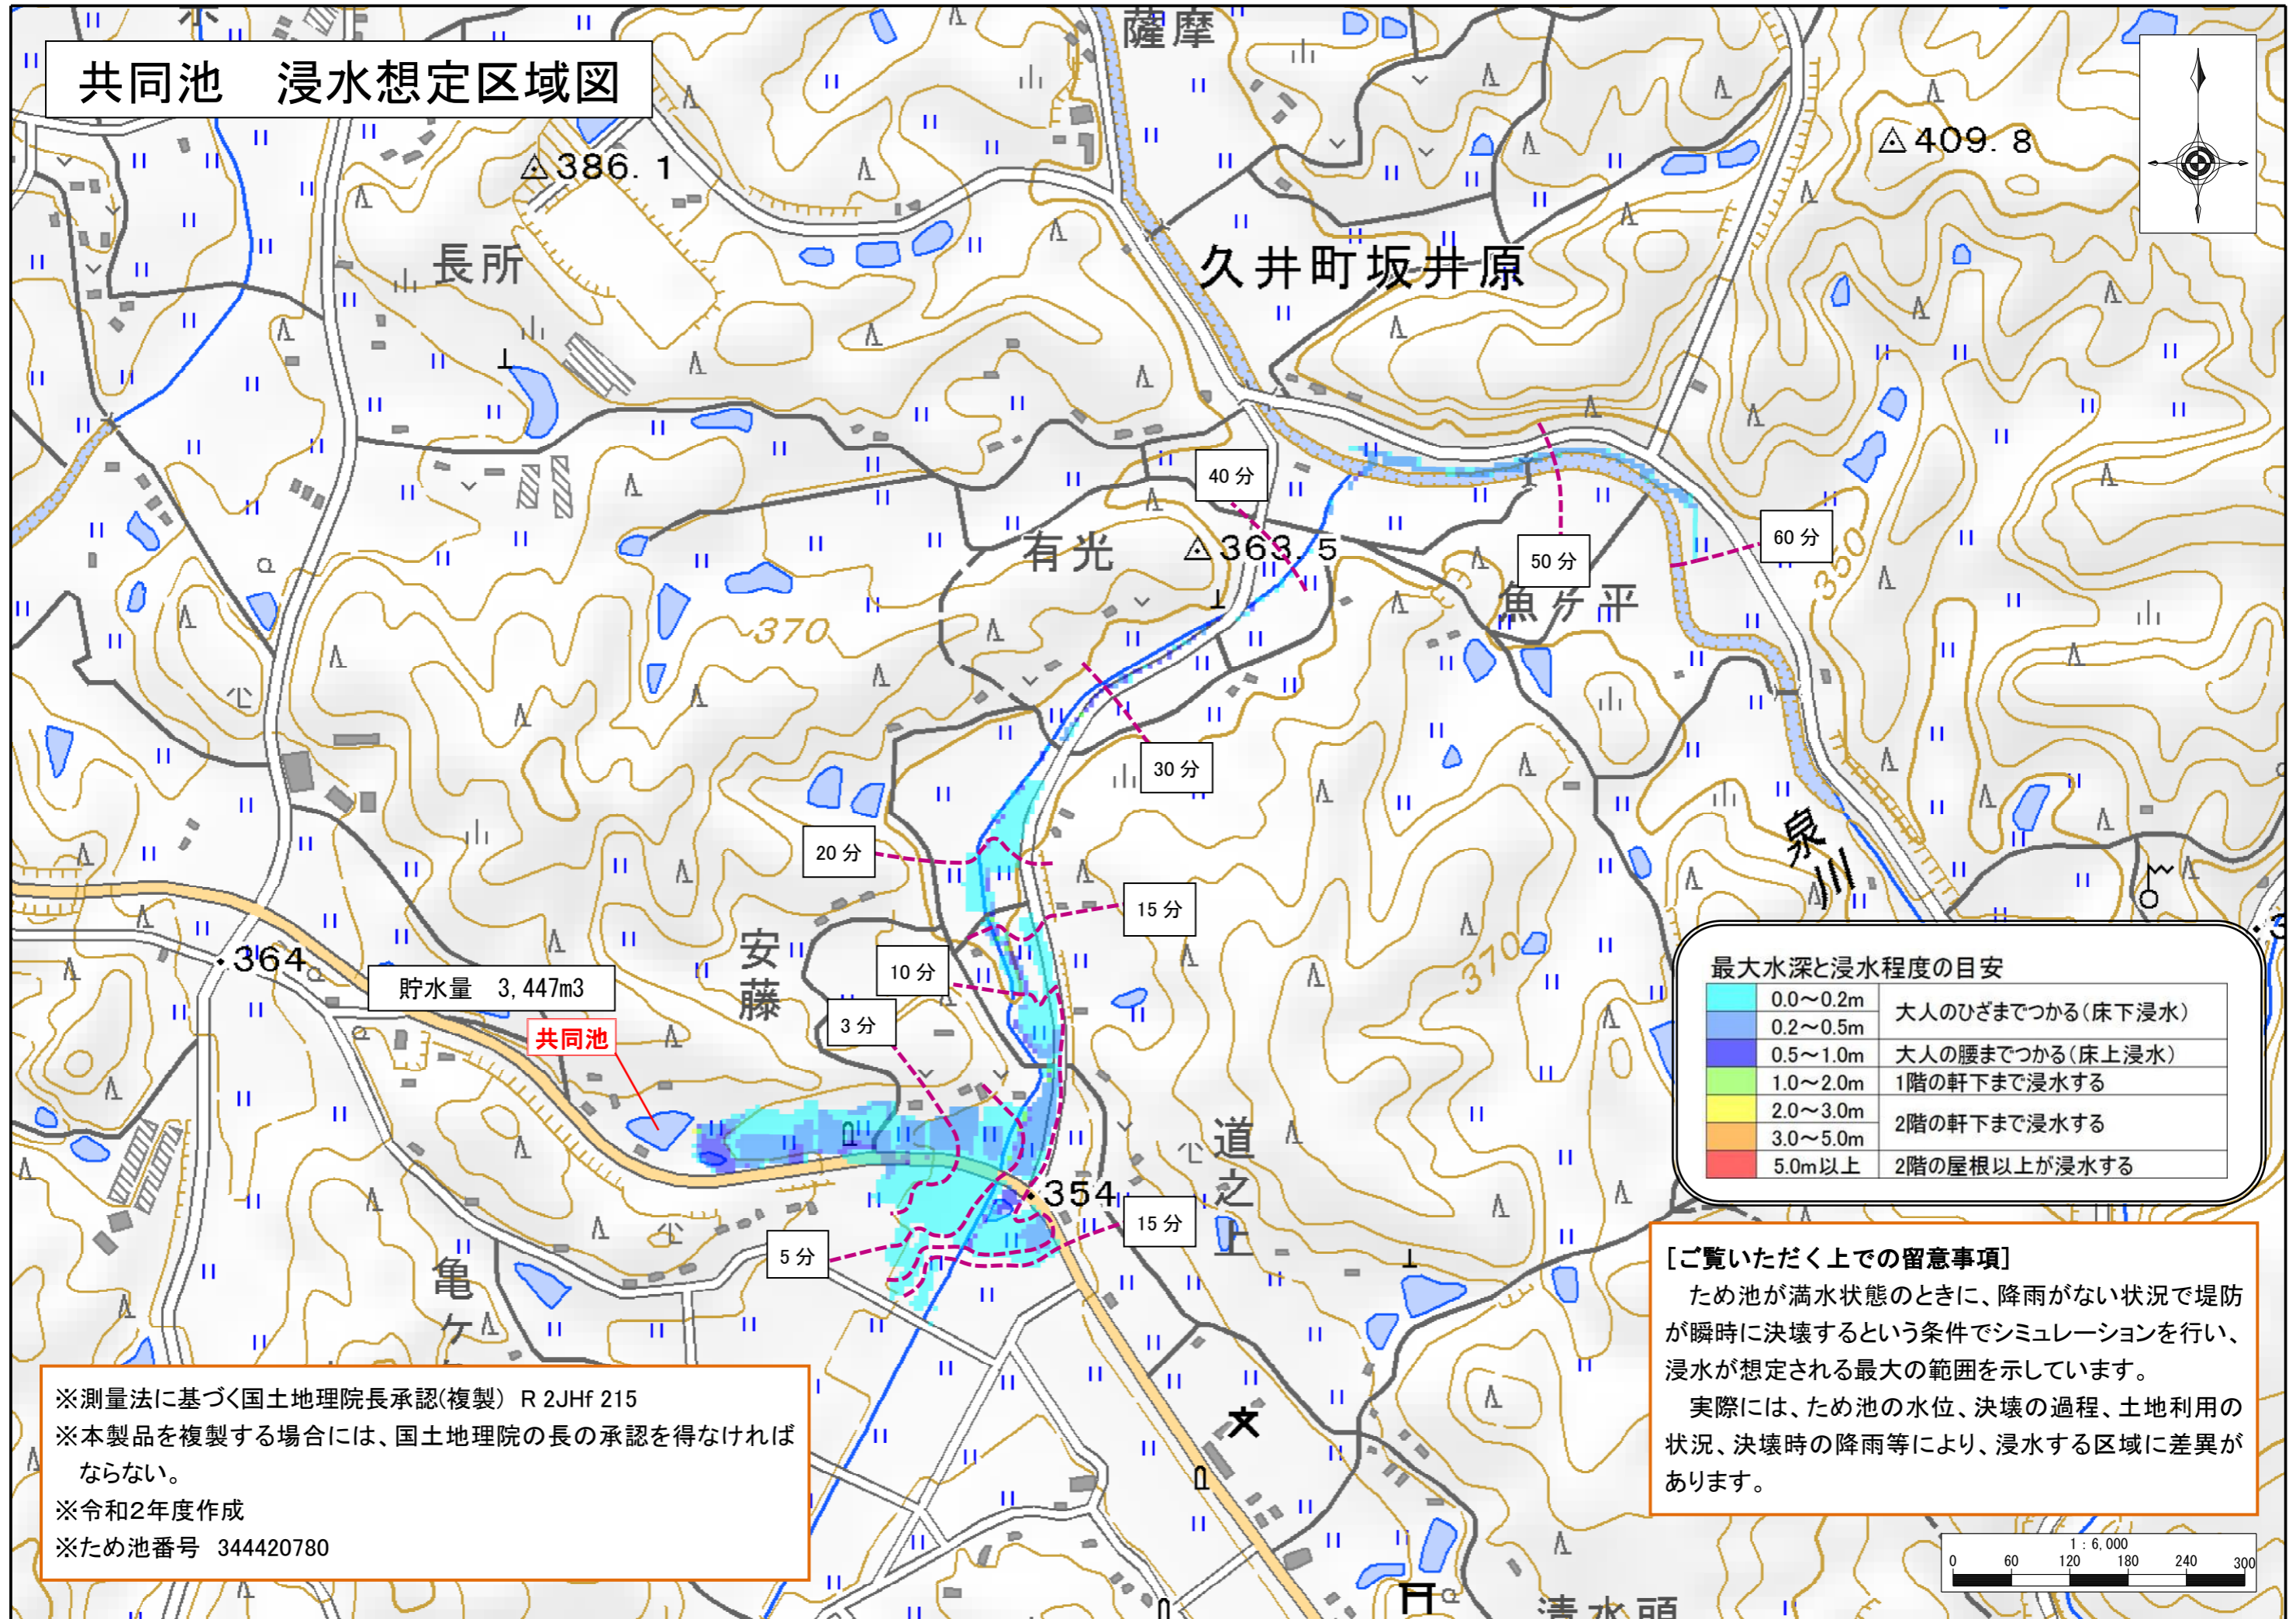 共同池　浸水想定区域図
薩摩
386.1
409.8
長所
久井町坂井原
40 分
有光
363.5
50 分
60 分
魚ケ平
350
370
30 分
泉川
20 分
15 分
安藤
364
10 分
370
貯水量　3,447m3
3 分
共同池
道之上
354
15 分
5 分
亀ケ
清水頭
最大水深と浸水程度の目安
0.0～0.2m
大人のひざまでつかる(床下浸水)
0.2～0.5m
0.5～1.0m　大人の腰までつかる(床上浸水)
1.0～2.0m　1階の軒下まで浸水する
2.0～3.0m
2階の軒下まで浸水する
3.0～5.0m
5.0m以上　2階の屋根以上が浸水する
[ご覧いただく上での留意事項]
ため池が満水状態のときに、降雨がない状況で堤防
が瞬時に決壊するという条件でシミュレーションを行い、
浸水が想定される最大の範囲を示しています。
実際には、ため池の水位、決壊の過程、土地利用の
状況、決壊時の降雨等により、浸水する区域に差異が
あります。
※測量法に基づく国土地理院長承認(複製)　R 2JHf 215
※本製品を複製する場合には、国土地理院の長の承認を得なければ
ならない。
※令和2年度作成
※ため池番号　344420780
1：6,000
0　60　120　180　240　300